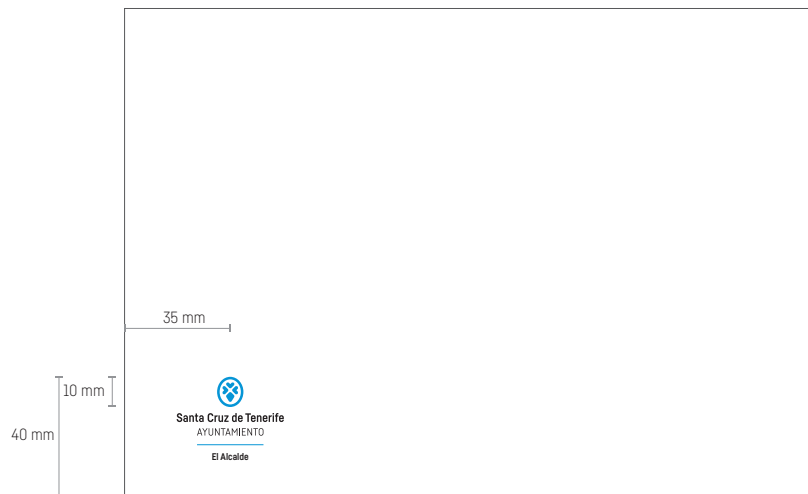 35 mm
10 mm
40 mm
Santa Cruz de Tenerife
AYUNTAMIENTO
El Alcalde